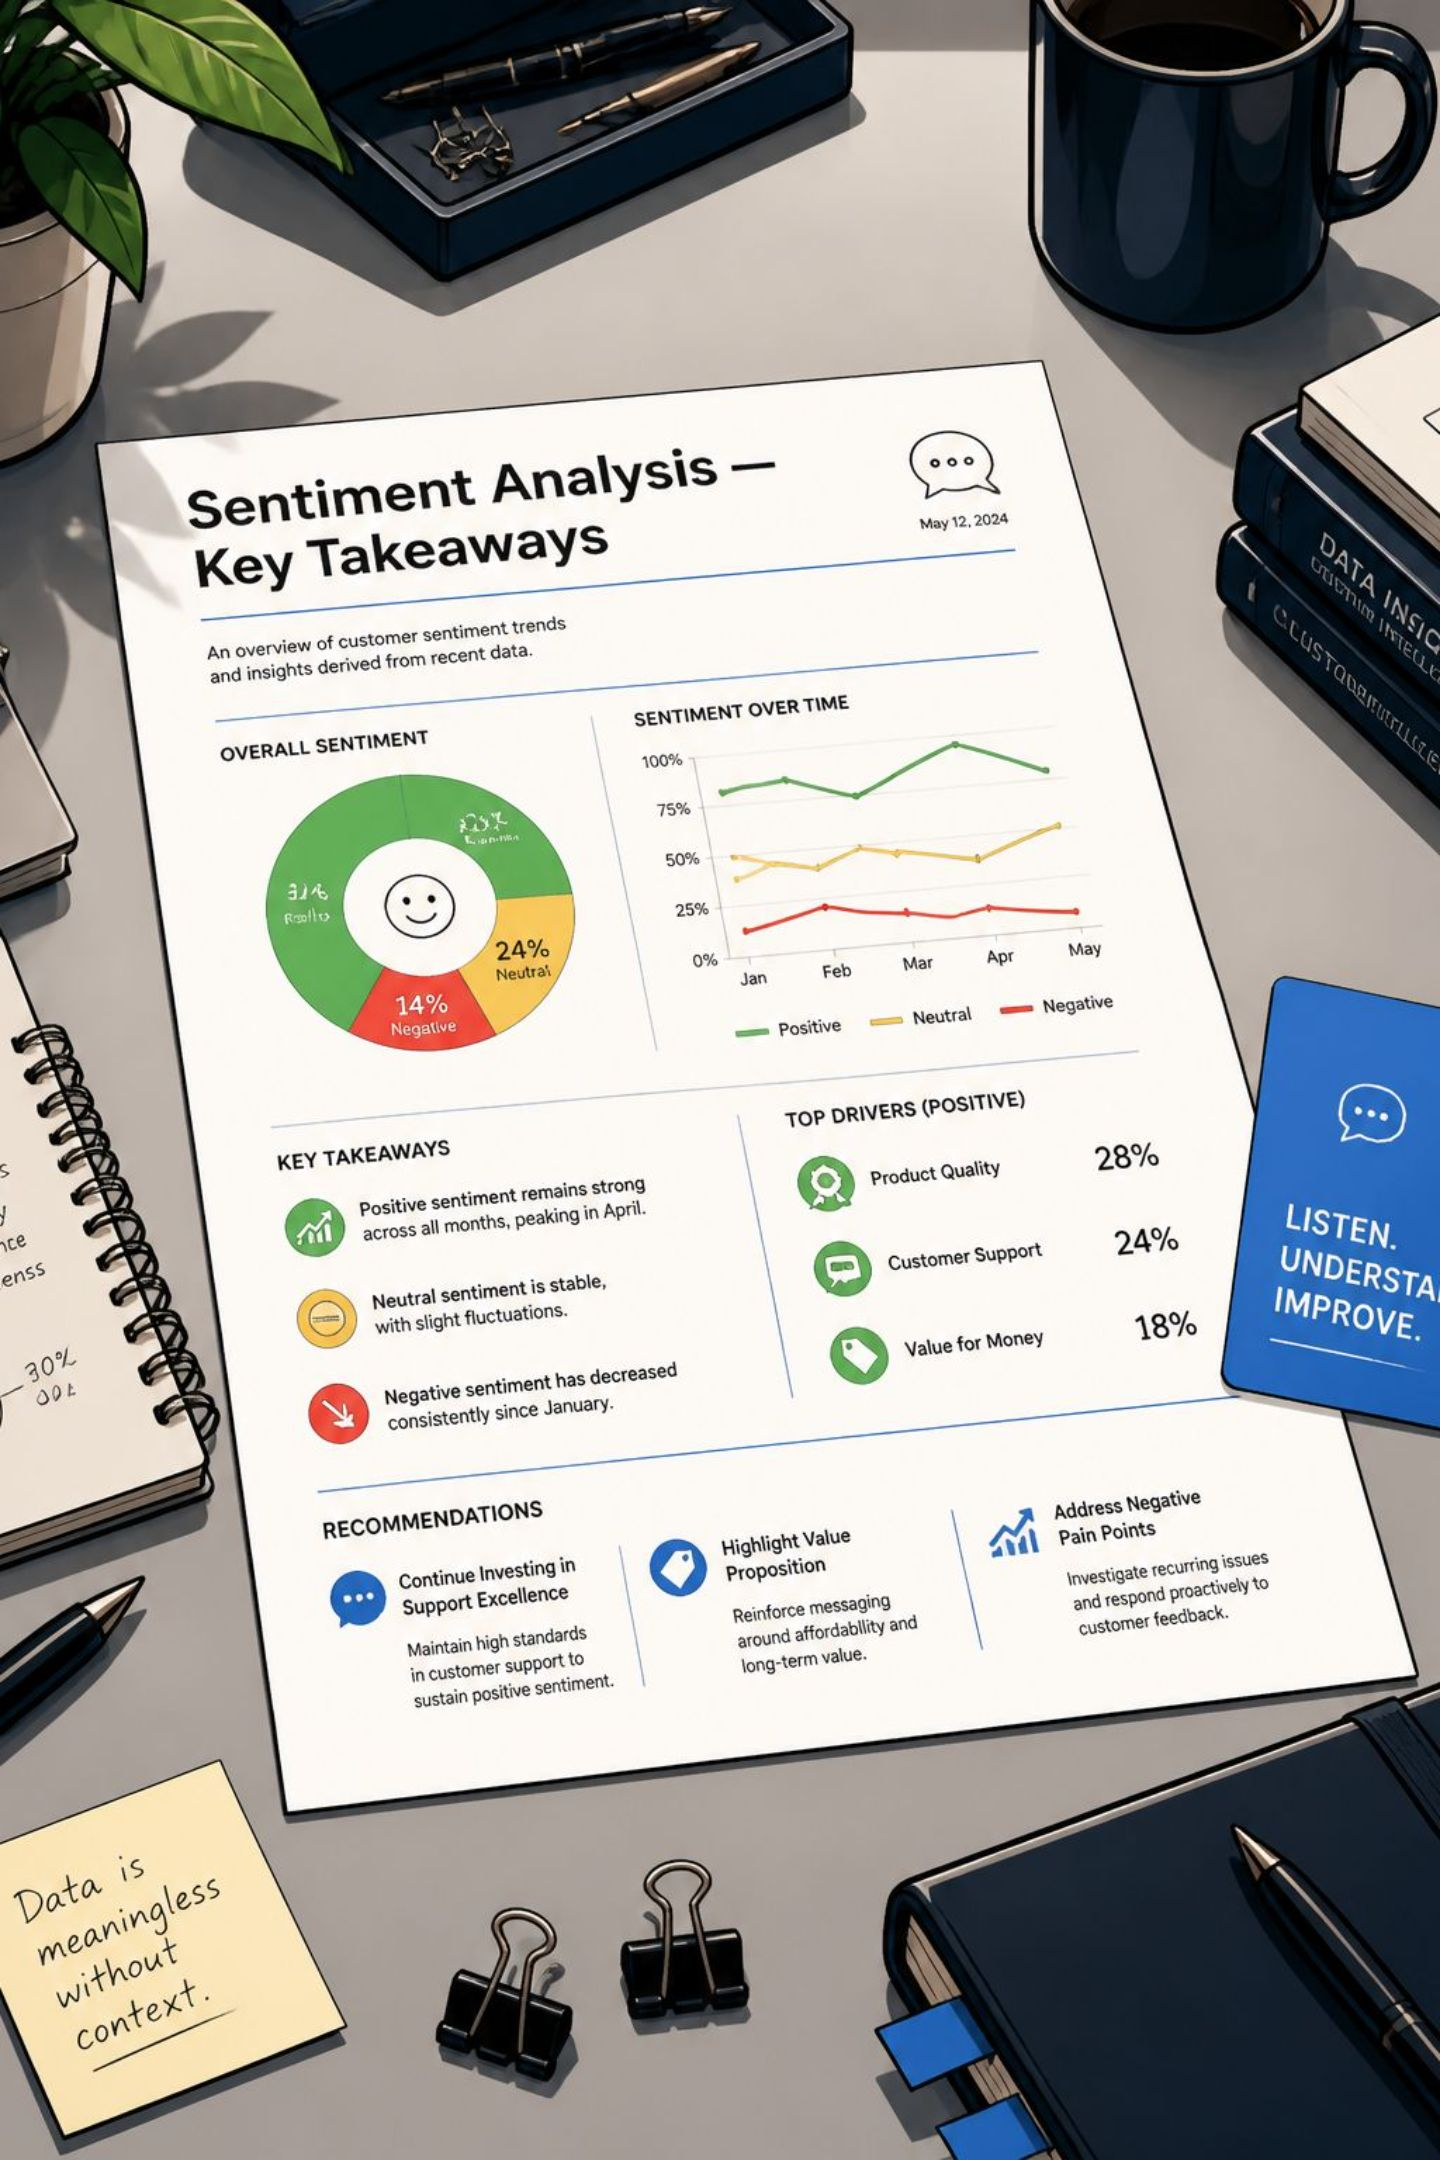 Sentiment Analysis —
Key Takeaways
May 12, 2024
An overview of customer sentiment trends
and insights derived from recent data.
OVERALL SENTIMENT
24%
Neutral
14%
Negative
SENTIMENT OVER TIME
100%
75%
50%
25%
0%
Jan Feb Mar Apr May
Positive Neutral Negative
KEY TAKEAWAYS
Positive sentiment remains strong
across all months, peaking in April.
Neutral sentiment is stable,
with slight fluctuations.
Negative sentiment has decreased
consistently since January.
TOP DRIVERS (POSITIVE)
Product Quality 28%
Customer Support 24%
Value for Money 18%
RECOMMENDATIONS
Continue Investing in
Support Excellence
Maintain high standards
in customer support to
sustain positive sentiment.
Highlight Value
Proposition
Reinforce messaging
around affordability and
long-term value.
Address Negative
Pain Points
Investigate recurring issues
and respond proactively to
customer feedback.
DATA INSIG
LISTEN.
UNDERSTA
IMPROVE.
30%
Data is
meaningless
without
context.